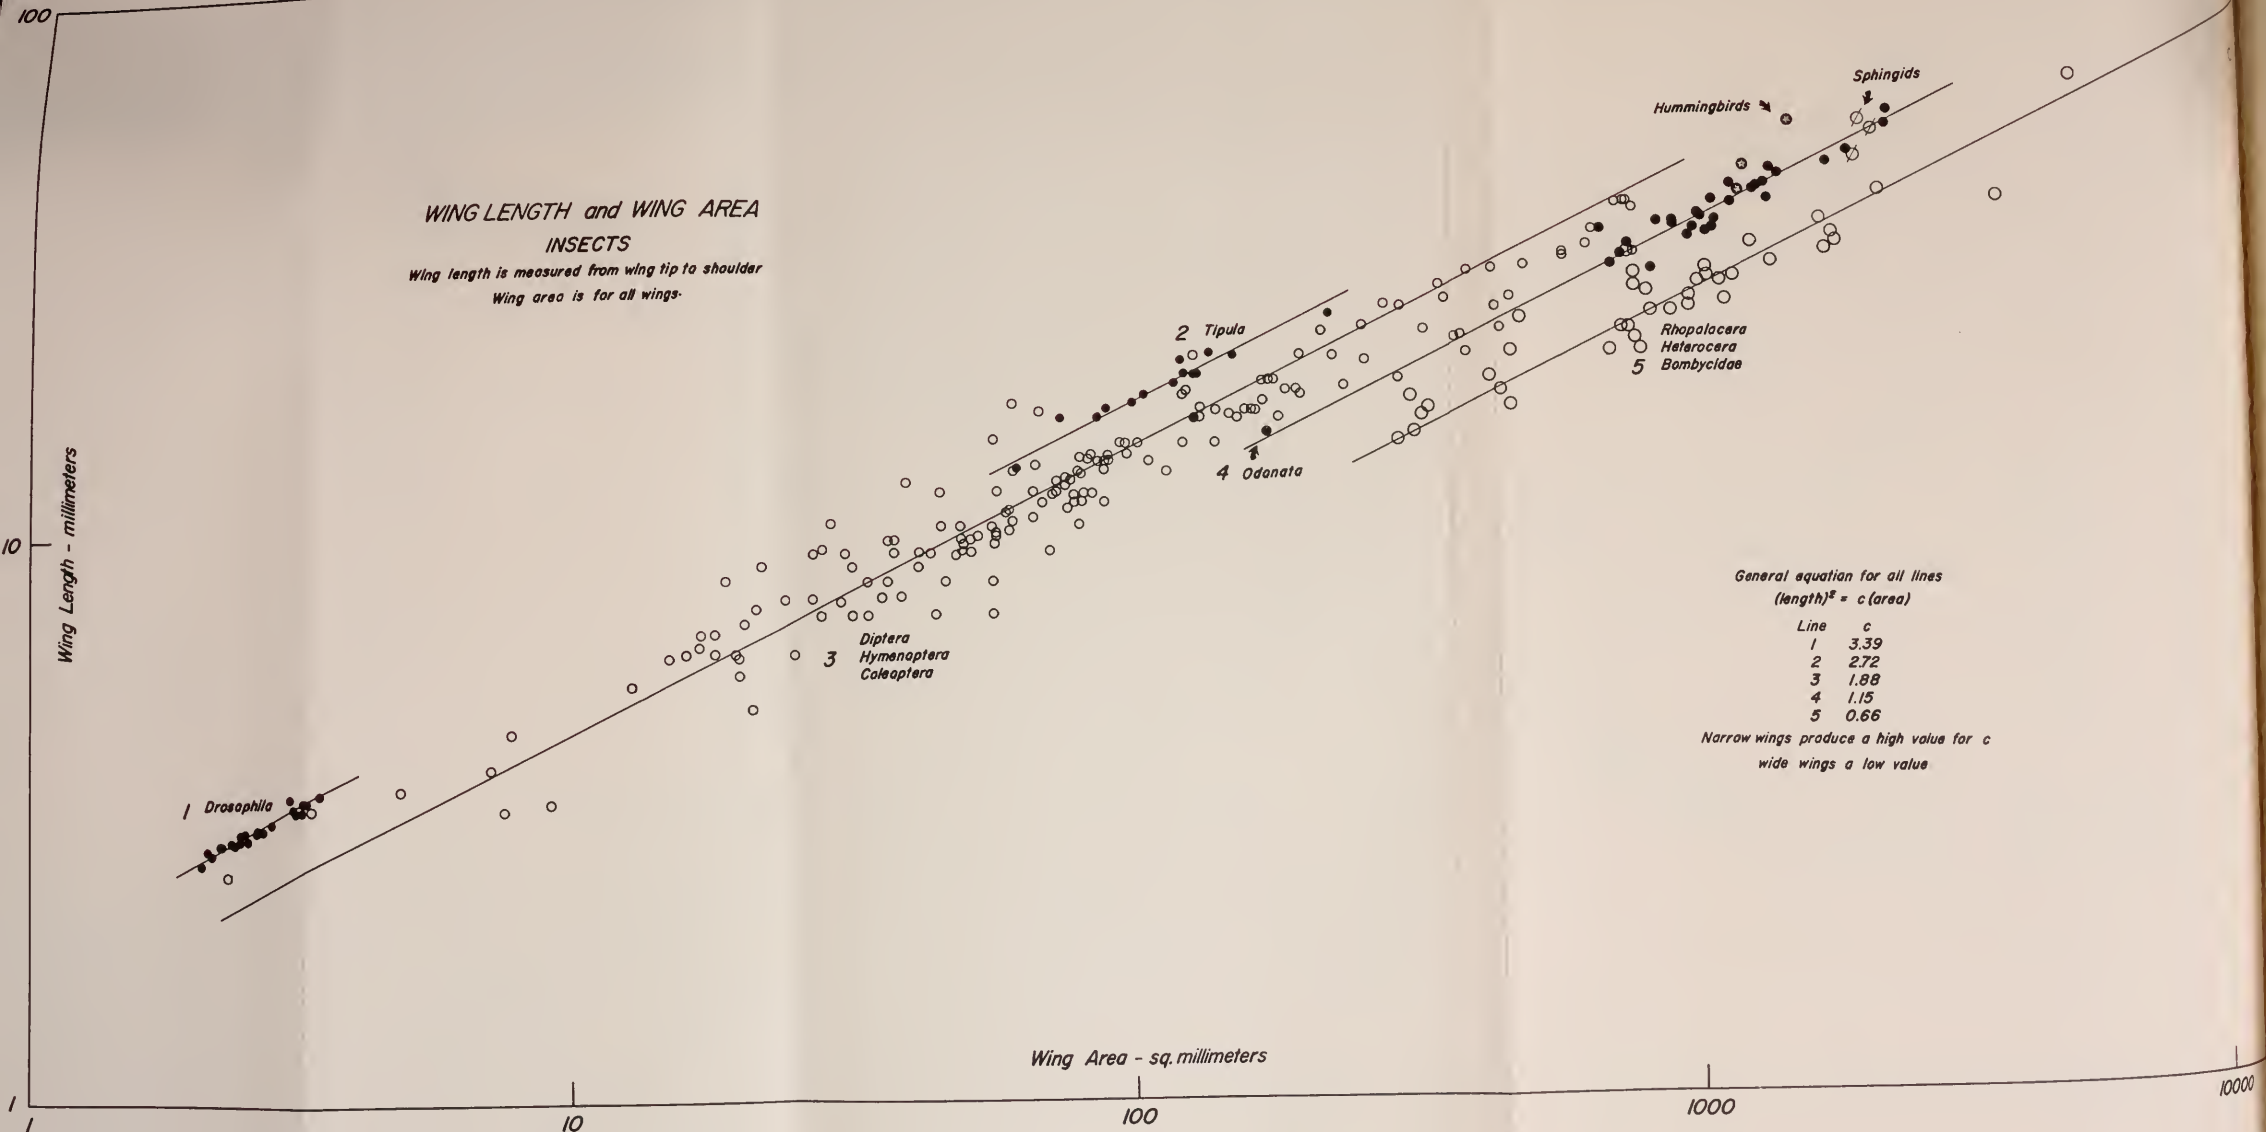 100
Sphingids
Hummingbirds
WING LENGTH and WING AREA
INSECTS
Wing length is measured from wing tip to shoulder
Wing area is for all wings.
2 Tipula
Rhopalocera
Heterocera
5 Bombycidae
4 Odonata
10
Wing Length - millimeters
General equation for all lines
(length)² = c (area)
Line c
1 3.39
2 2.72
3 1.88
4 1.15
5 0.66
Narrow wings produce a high value for c
wide wings a low value
Diptera
3 Hymenoptera
Coleoptera
1 Drosophila
Wing Area - sq. millimeters
1
1 10 100 1000 10000